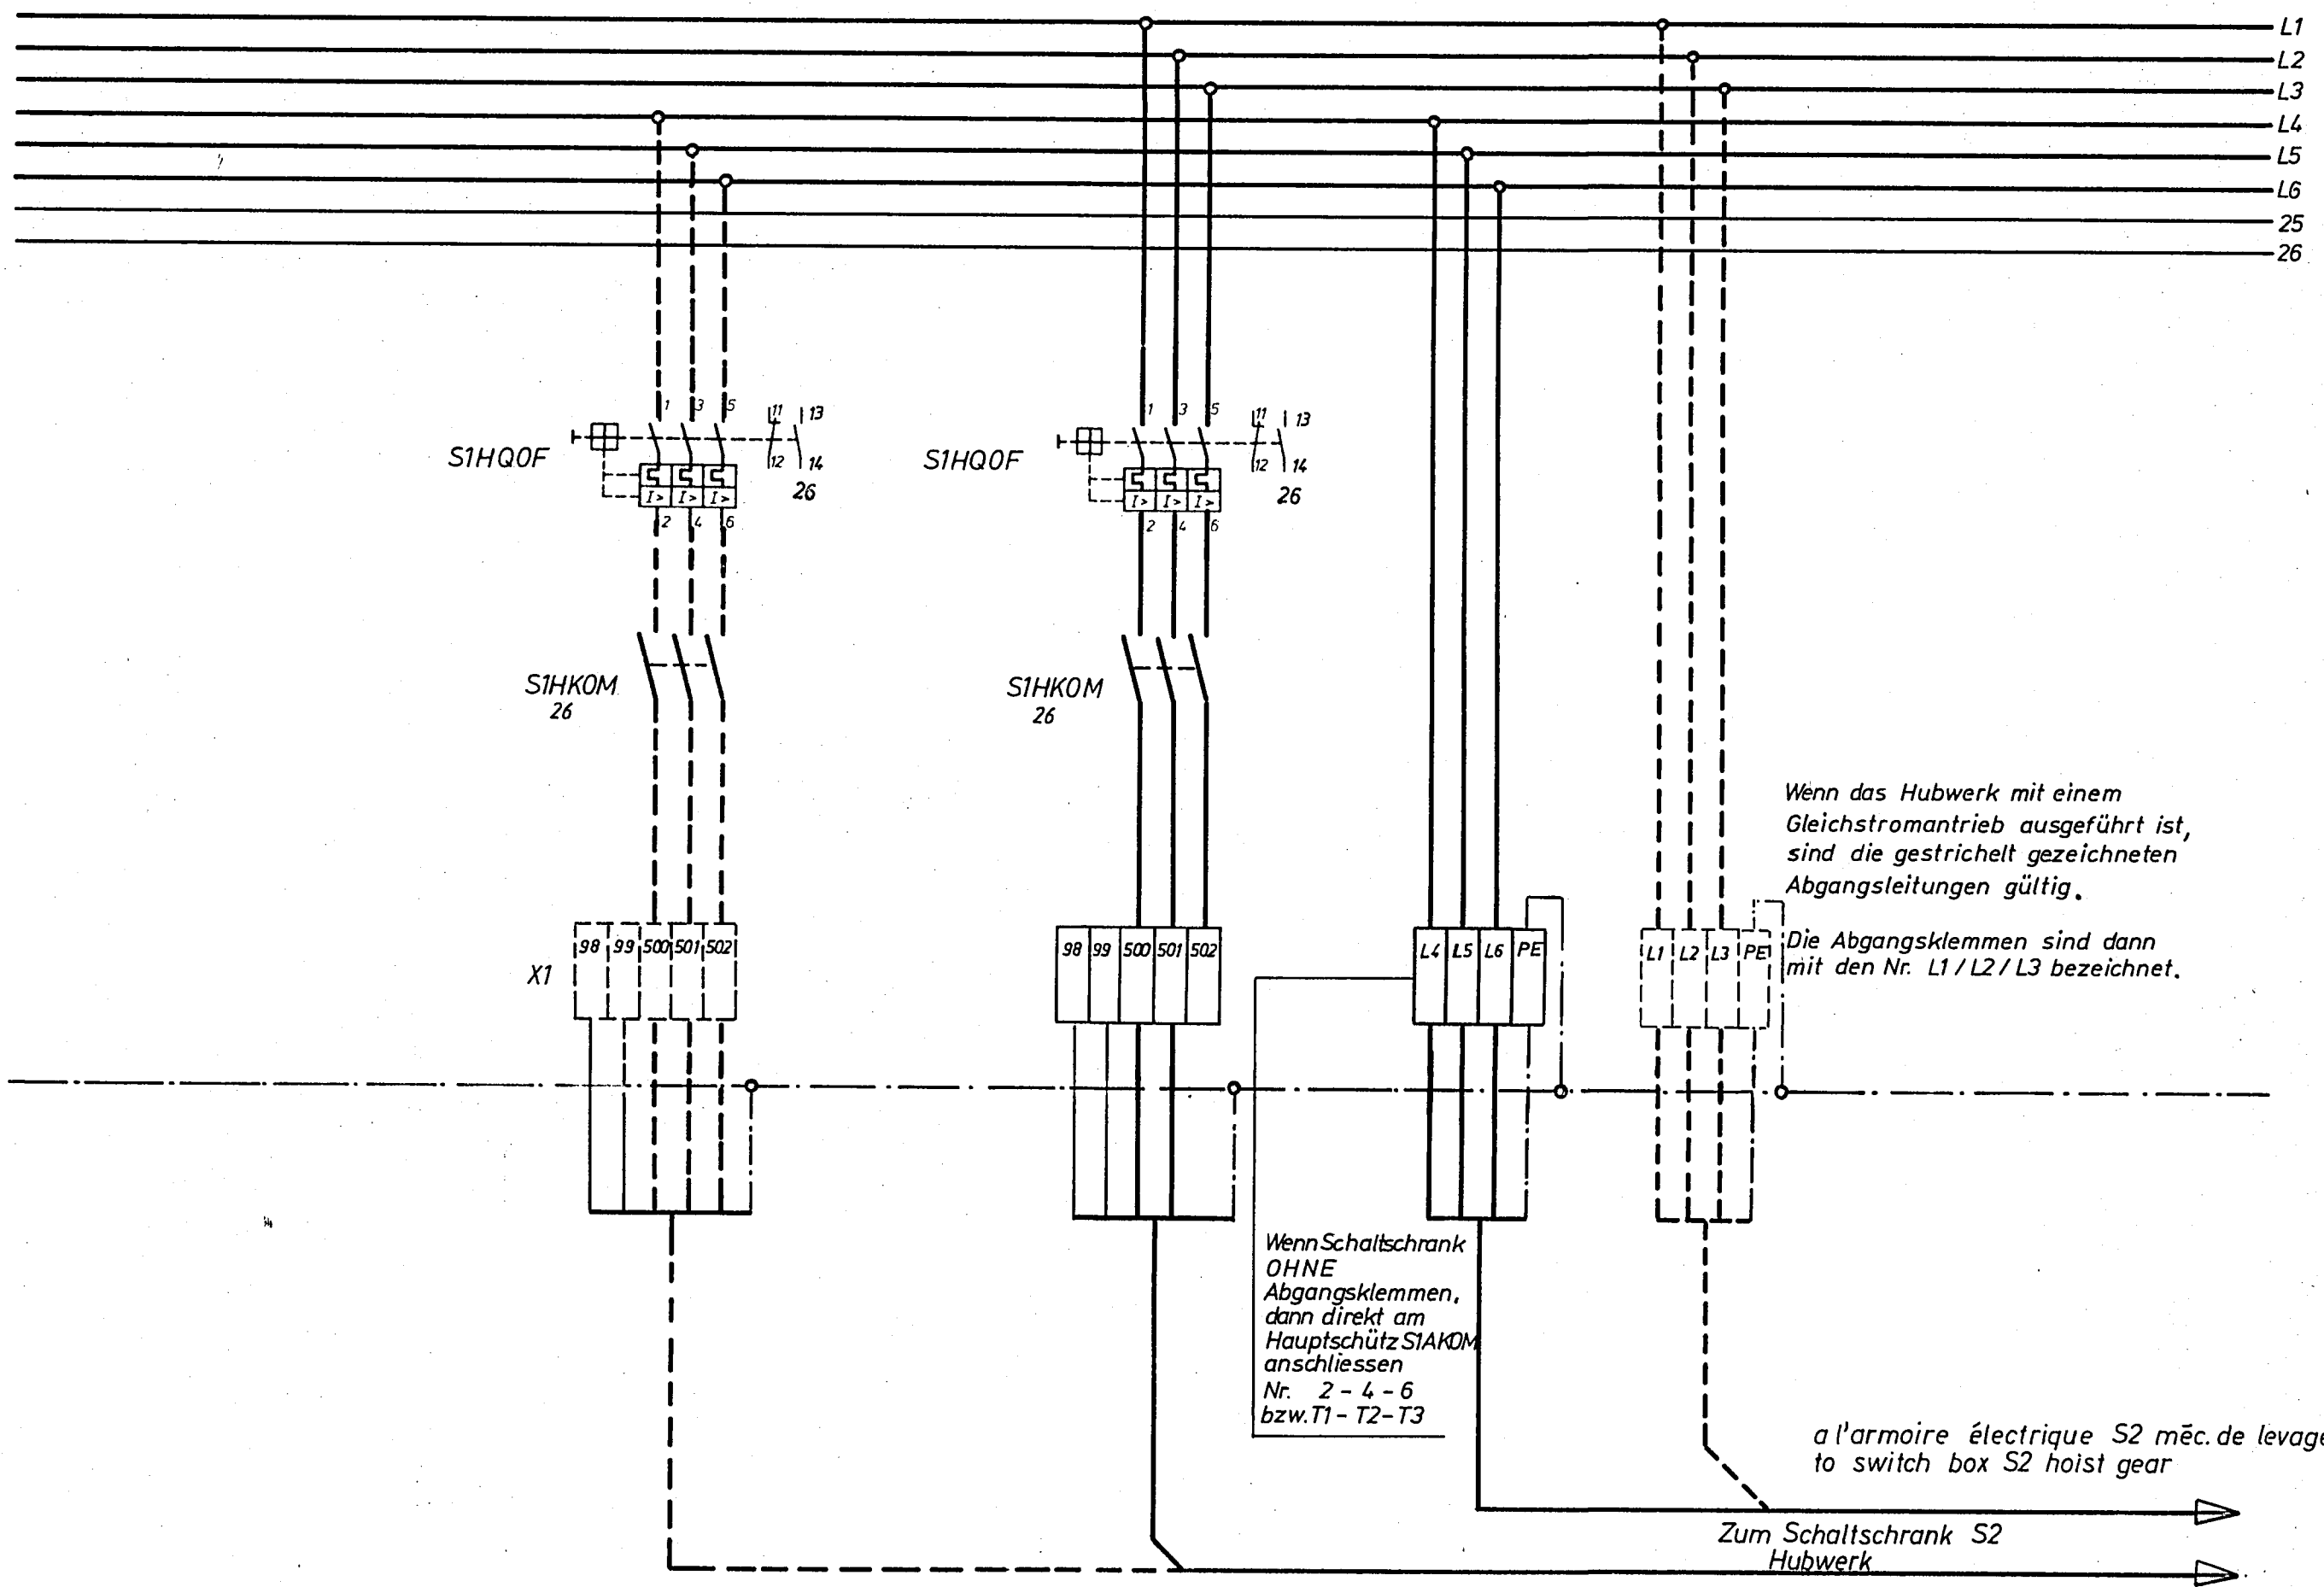 L1
L2
L3
L4
L5
L6
25
26
1 3 5 11 13
S1HQ0F
12 14
26
I> I> I>
2 4 6
1 3 5 11 13
S1HQ0F
12 14
26
I> I> I>
2 4 6
S1HK0M
26
S1HK0M
26
Wenn das Hubwerk mit einem
Gleichstromantrieb ausgeführt ist,
sind die gestrichelt gezeichneten
Abgangsleitungen gültig.
Die Abgangsklemmen sind dann
mit den Nr. L1/L2/L3 bezeichnet.
X1
98 99 500 501 502
98 99 500 501 502
L4 L5 L6 PE
L1 L2 L3 PE
Wenn Schaltschrank
OHNE
Abgangsklemmen,
dann direkt am
Hauptschütz S1AK0M
anschliessen
Nr. 2 - 4 - 6
bzw. T1 - T2 - T3
a l'armoire électrique S2 méc. de levage
to switch box S2 hoist gear
Zum Schaltschrank S2
Hubwerk